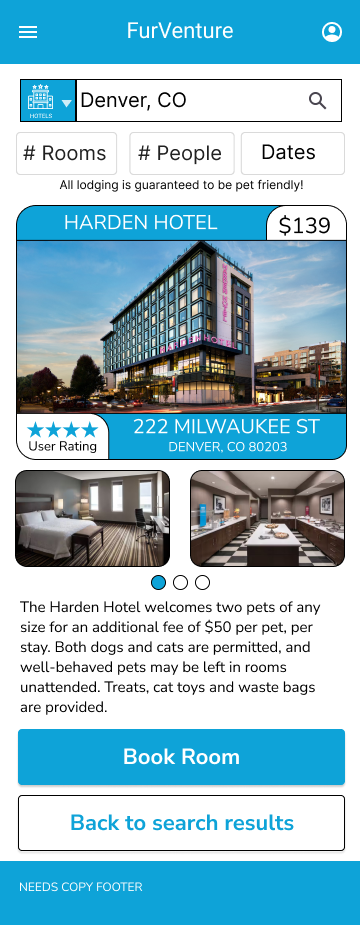 FurVenture
HOTELS
Denver, CO
# Rooms
# People
Dates
All lodging is guaranteed to be pet friendly!
HARDEN HOTEL
$139
HARDEN HOTEL
User Rating
222 MILWAUKEE ST
DENVER, CO 80203
The Harden Hotel welcomes two pets of any
size for an additional fee of $50 per pet, per
stay. Both dogs and cats are permitted, and
well-behaved pets may be left in rooms
unattended. Treats, cat toys and waste bags
are provided.
Book Room
Back to search results
NEEDS COPY FOOTER